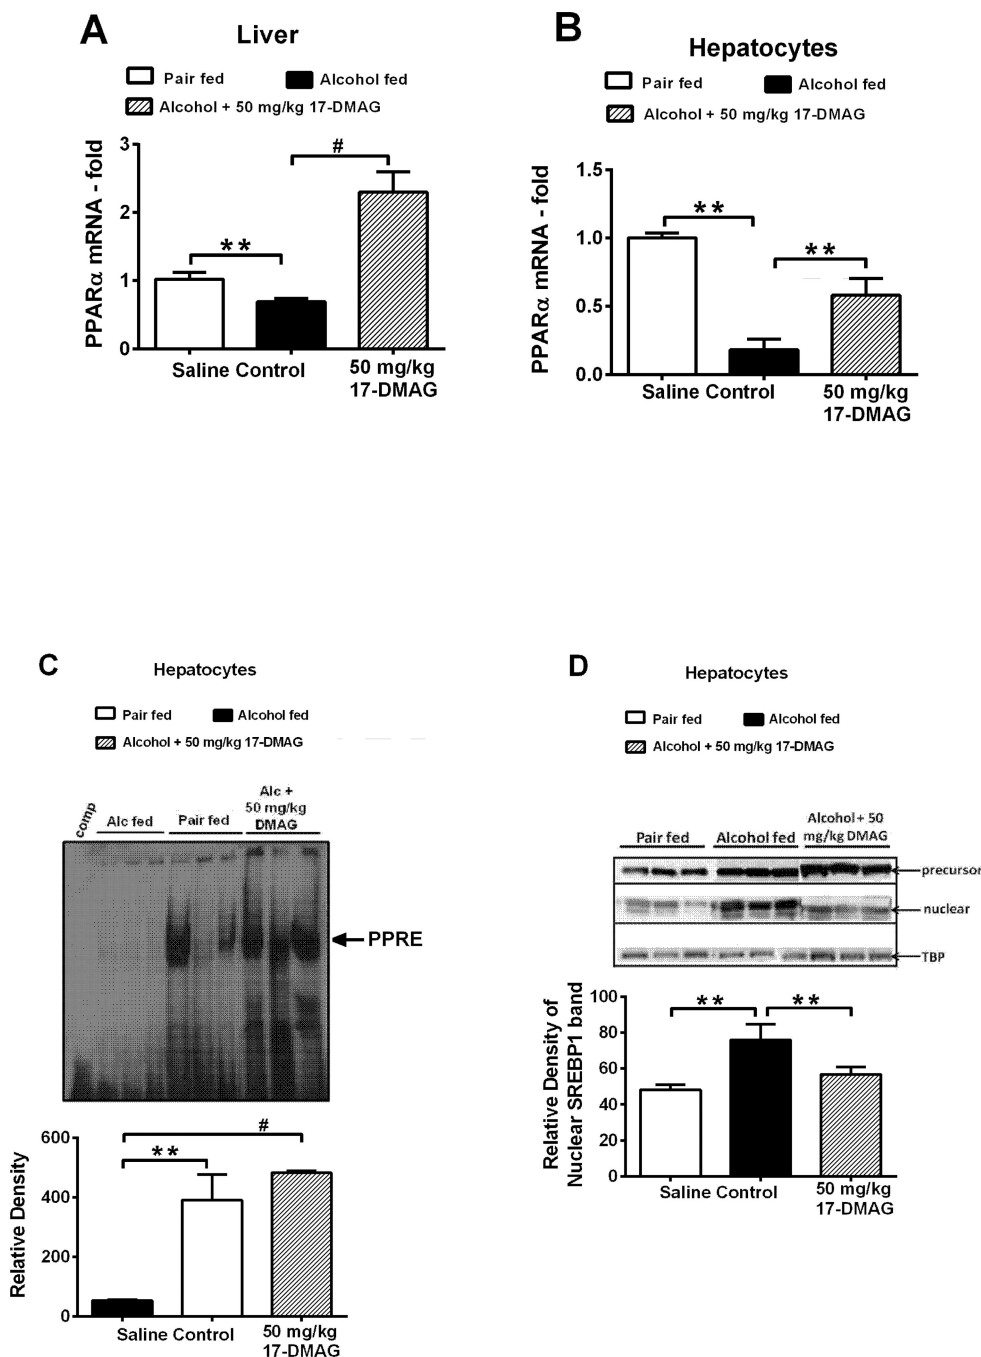 A
Liver
Pair fed
Alcohol fed
Alcohol + 50 mg/kg 17-DMAG
PPARα mRNA - fold
3
2
1
0
**
#
Saline Control
50 mg/kg
17-DMAG
B
Hepatocytes
Pair fed
Alcohol fed
Alcohol + 50 mg/kg 17-DMAG
PPARα mRNA - fold
1.5
1.0
0.5
0.0
**
**
Saline Control
50 mg/kg
17-DMAG
C
Hepatocytes
Pair fed
Alcohol fed
Alcohol + 50 mg/kg 17-DMAG
comp
Alc fed
Pair fed
Alc +
50 mg/kg
DMAG
PPRE
Relative Density
600
400
200
0
**
#
Saline Control
50 mg/kg
17-DMAG
D
Hepatocytes
Pair fed
Alcohol fed
Alcohol + 50 mg/kg 17-DMAG
Pair fed
Alcohol fed
Alcohol + 50
mg/kg DMAG
precursor
nuclear
TBP
Relative Density of
Nuclear SREBP1 band
100
80
60
40
20
0
**
**
Saline Control
50 mg/kg
17-DMAG